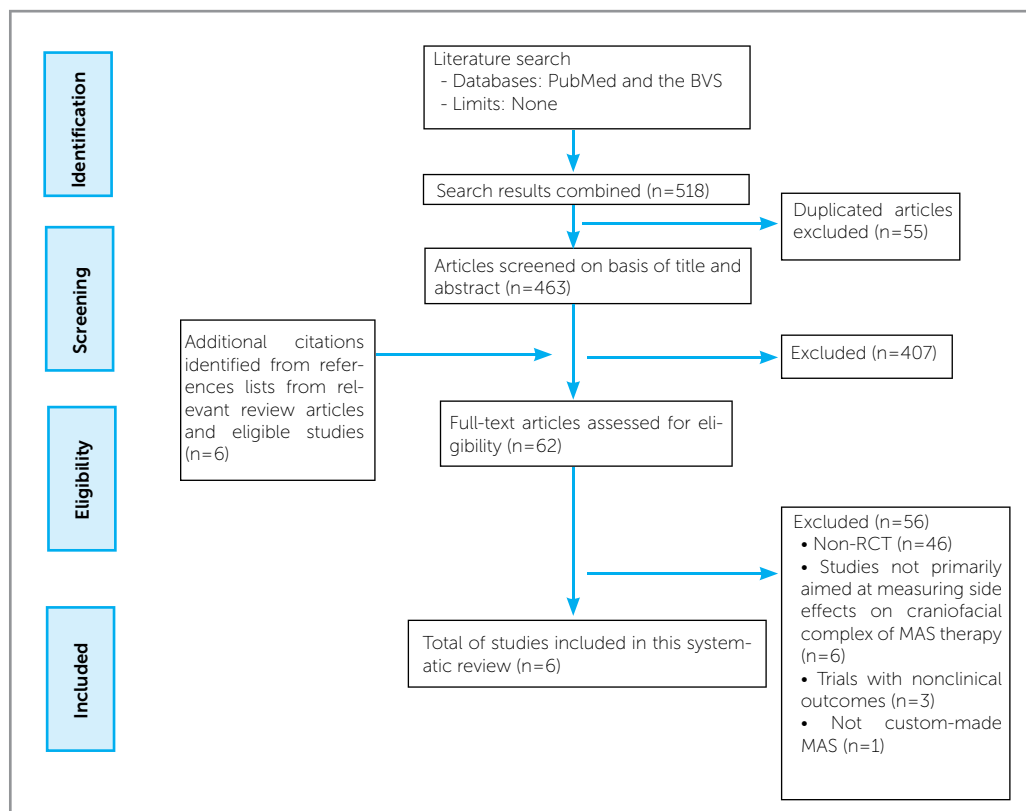 Identification
Literature search
- Databases: PubMed and the BVS
- Limits: None
Search results combined (n=518)
Duplicated articles
excluded (n=55)
Screening
Articles screened on basis of title and
abstract (n=463)
Additional citations
identified from refer-
ences lists from rel-
evant review articles
and eligible studies
(n=6)
Excluded (n=407)
Eligibility
Full-text articles assessed for eli-
gibility (n=62)
Excluded (n=56)
• Non-RCT (n=46)
• Studies not primarily
aimed at measuring side
effects on craniofacial
complex of MAS therapy
(n=6)
• Trials with nonclinical
outcomes (n=3)
• Not custom-made
MAS (n=1)
Included
Total of studies included in this system-
atic review (n=6)